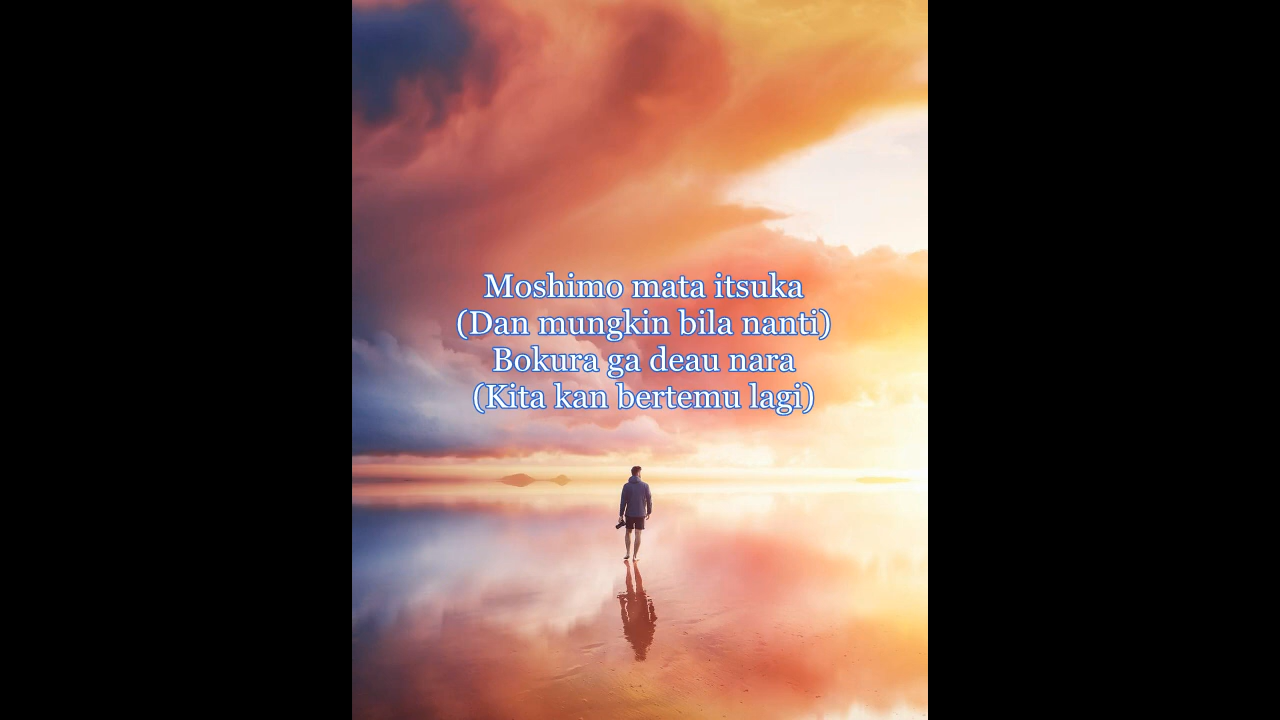 Moshimo mata itsuka
(Dan mungkin bila nanti)
Bokura ga deau nara
(Kita kan bertemu lagi)